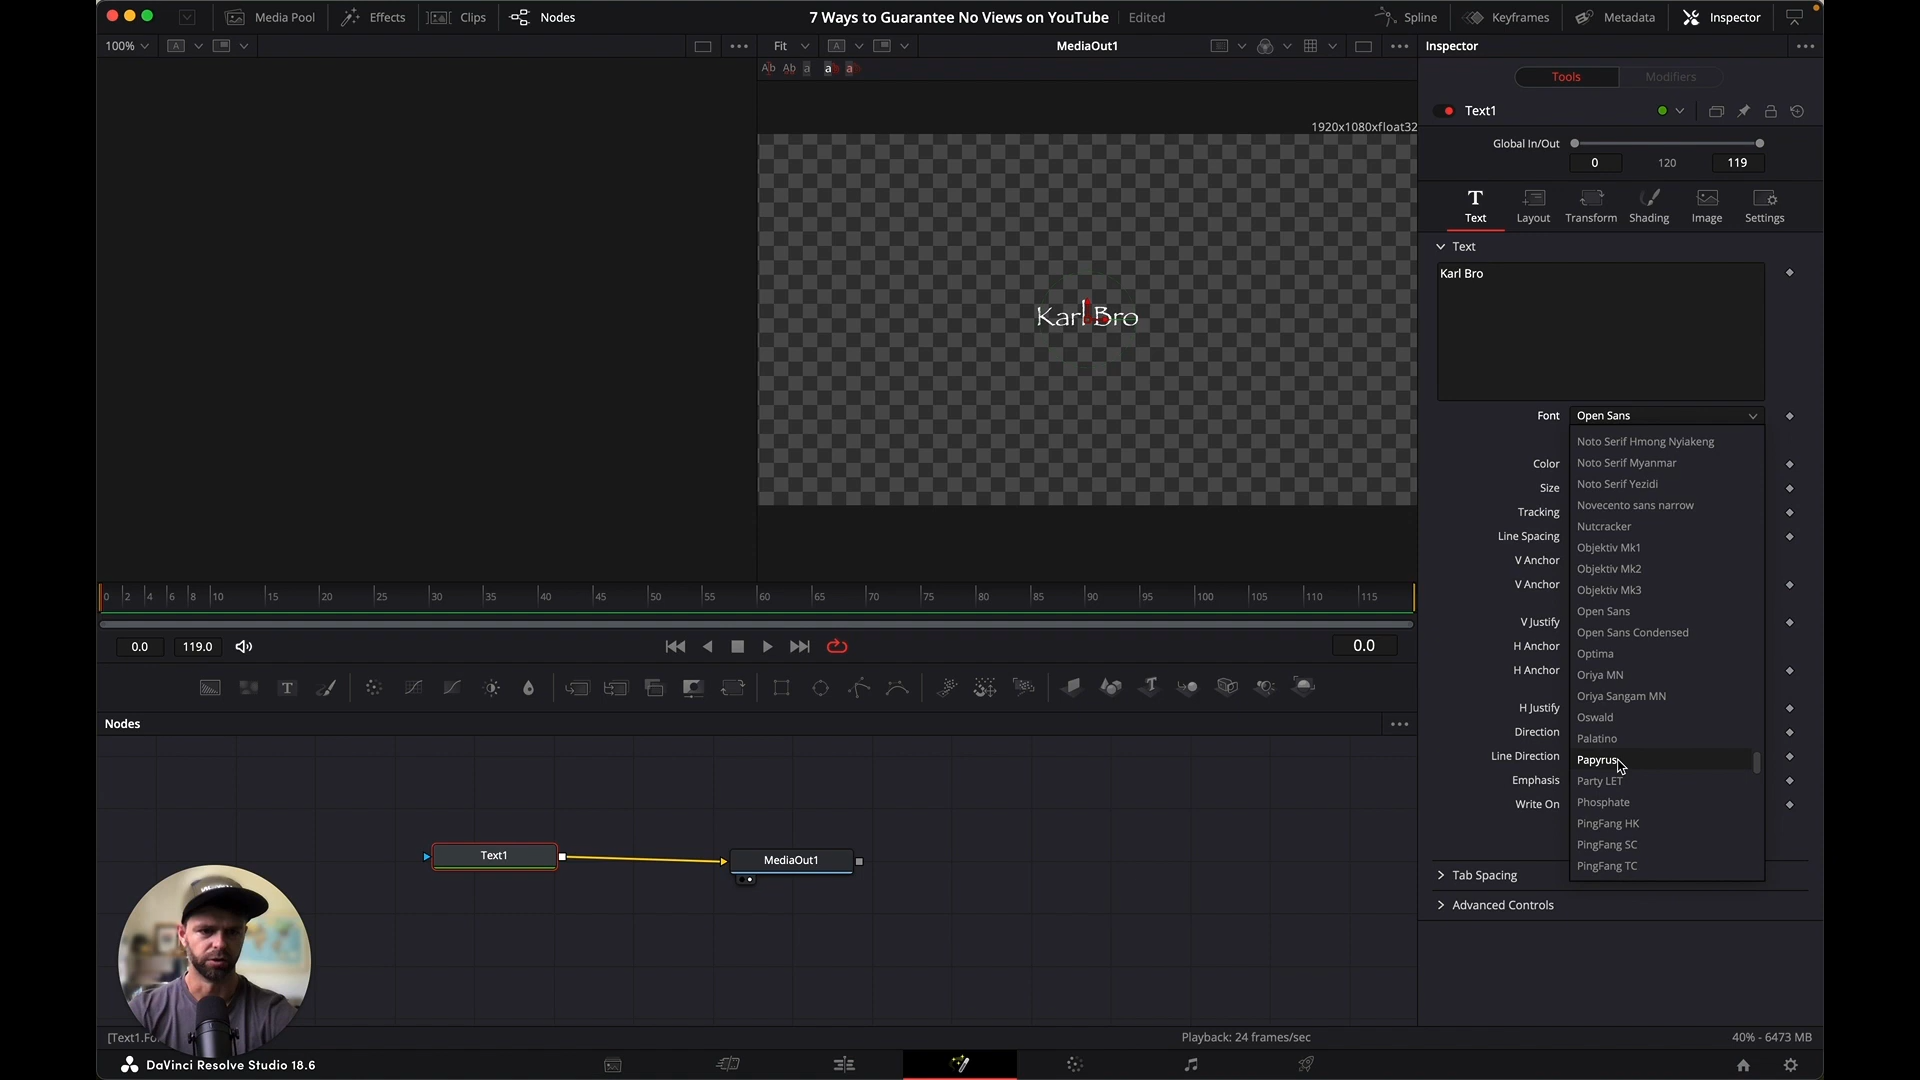 Media Pool
Effects
Clips
Nodes
7 Ways to Guarantee No Views on YouTube
Edited
Spline
Keyframes
Metadata
Inspector
100%
A
Fit
A
MediaOut1
Inspector
Ab Ab a a a
Tools
Modifiers
Text1
1920x1080xfloat32
Global In/Out
0
120
119
T
Text
Layout
Transform
Shading
Image
Settings
Text
Karl Bro
Karl Bro
Font
Open Sans
Noto Serif Hmong Nyiakeng
Color
Noto Serif Myanmar
Size
Noto Serif Yezidi
Tracking
Novecento sans narrow
Line Spacing
Nutcracker
V Anchor
Objektiv Mk1
Objektiv Mk2
V Anchor
Objektiv Mk3
V Justify
Open Sans
Open Sans Condensed
H Anchor
Optima
H Anchor
Oriya MN
Oriya Sangam MN
H Justify
Oswald
Direction
Palatino
Line Direction
Papyrus
Emphasis
Party LET
Write On
Phosphate
PingFang HK
PingFang SC
PingFang TC
Tab Spacing
Advanced Controls
0 2 4 6 8 10 15 20 25 30 35 40 45 50 55 60 65 70 75 80 85 90 95 100 105 110 115
0.0
119.0
0.0
T
T
Nodes
Text1
MediaOut1
[Text1.Fo
Playback: 24 frames/sec
40% - 6473 MB
DaVinci Resolve Studio 18.6